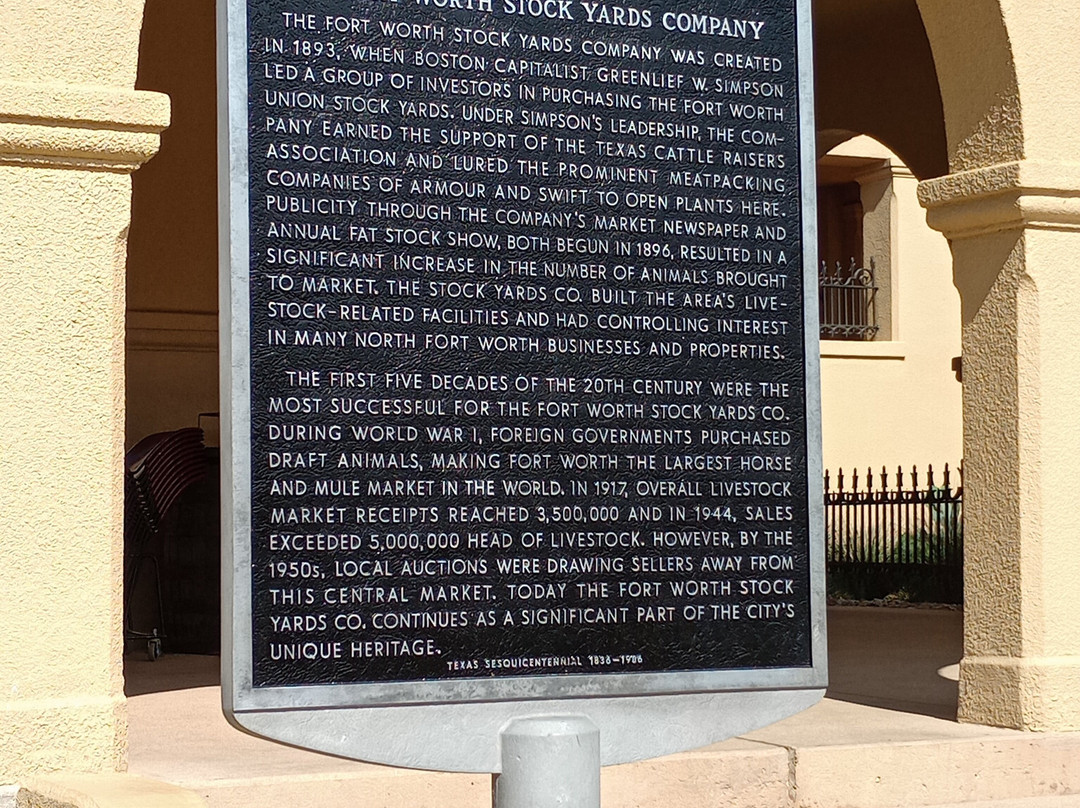 WORTH STOCK YARDS COMPANY
THE FORT WORTH STOCK YARDS COMPANY WAS CREATED
IN 1893, WHEN BOSTON CAPITALIST GREENLIEF W. SIMPSON
LED A GROUP OF INVESTORS IN PURCHASING THE FORT WORTH
UNION STOCK YARDS. UNDER SIMPSON'S LEADERSHIP, THE COM-
PANY EARNED THE SUPPORT OF THE TEXAS CATTLE RAISERS
ASSOCIATION AND LURED THE PROMINENT MEATPACKING
COMPANIES OF ARMOUR AND SWIFT TO OPEN PLANTS HERE.
PUBLICITY THROUGH THE COMPANY'S MARKET NEWSPAPER AND
ANNUAL FAT STOCK SHOW, BOTH BEGUN IN 1896, RESULTED IN A
SIGNIFICANT INCREASE IN THE NUMBER OF ANIMALS BROUGHT
TO MARKET. THE STOCK YARDS CO. BUILT THE AREA'S LIVE-
STOCK-RELATED FACILITIES AND HAD CONTROLLING INTEREST
IN MANY NORTH FORT WORTH BUSINESSES AND PROPERTIES.
THE FIRST FIVE DECADES OF THE 20TH CENTURY WERE THE
MOST SUCCESSFUL FOR THE FORT WORTH STOCK YARDS CO.
DURING WORLD WAR I, FOREIGN GOVERNMENTS PURCHASED
DRAFT ANIMALS, MAKING FORT WORTH THE LARGEST HORSE
AND MULE MARKET IN THE WORLD. IN 1917, OVERALL LIVESTOCK
MARKET RECEIPTS REACHED 3,500,000 AND IN 1944, SALES
EXCEEDED 5,000,000 HEAD OF LIVESTOCK. HOWEVER, BY THE
1950s, LOCAL AUCTIONS WERE DRAWING SELLERS AWAY FROM
THIS CENTRAL MARKET. TODAY THE FORT WORTH STOCK
YARDS CO. CONTINUES AS A SIGNIFICANT PART OF THE CITY'S
UNIQUE HERITAGE.
TEXAS SESQUICENTENNIAL 1836-1986